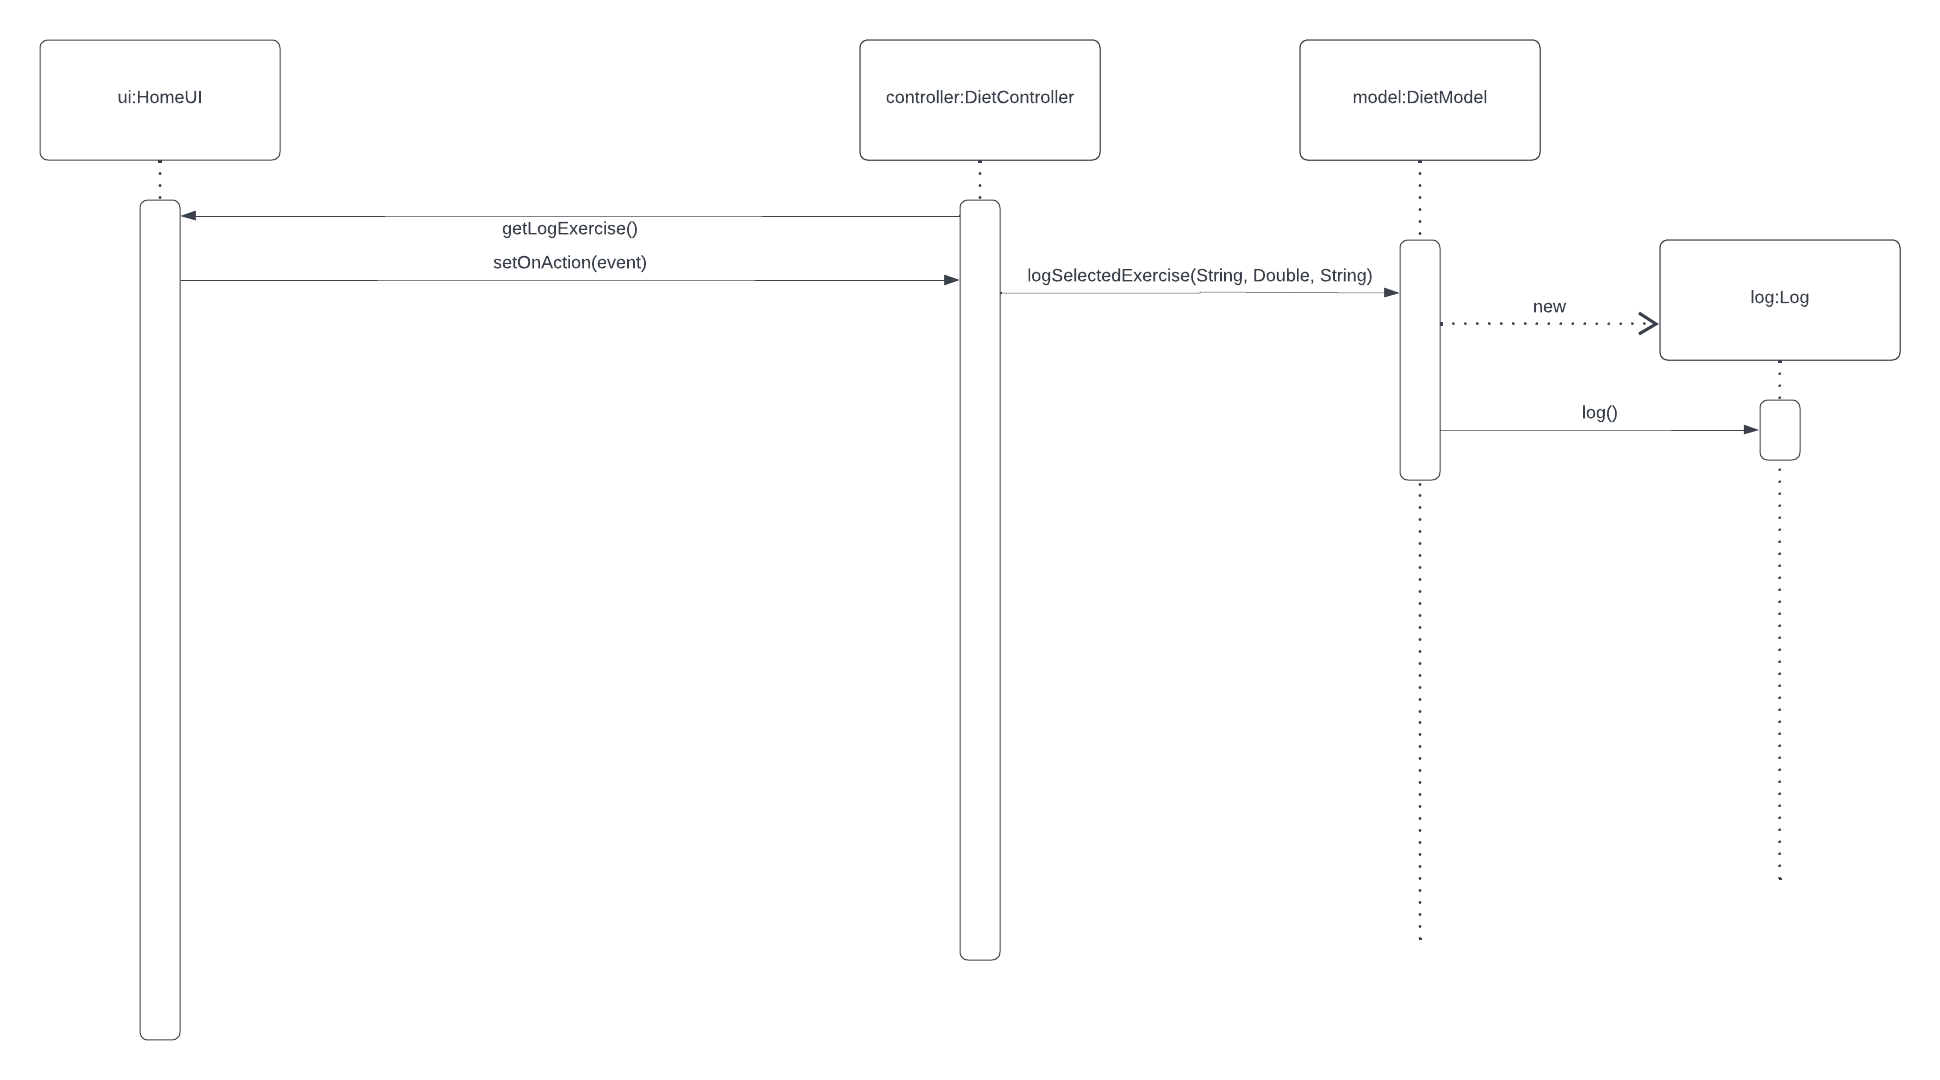 ui:HomeUI
controller:DietController
model:DietModel
getLogExercise()
setOnAction(event)
logSelectedExercise(String, Double, String)
new
log:Log
log()